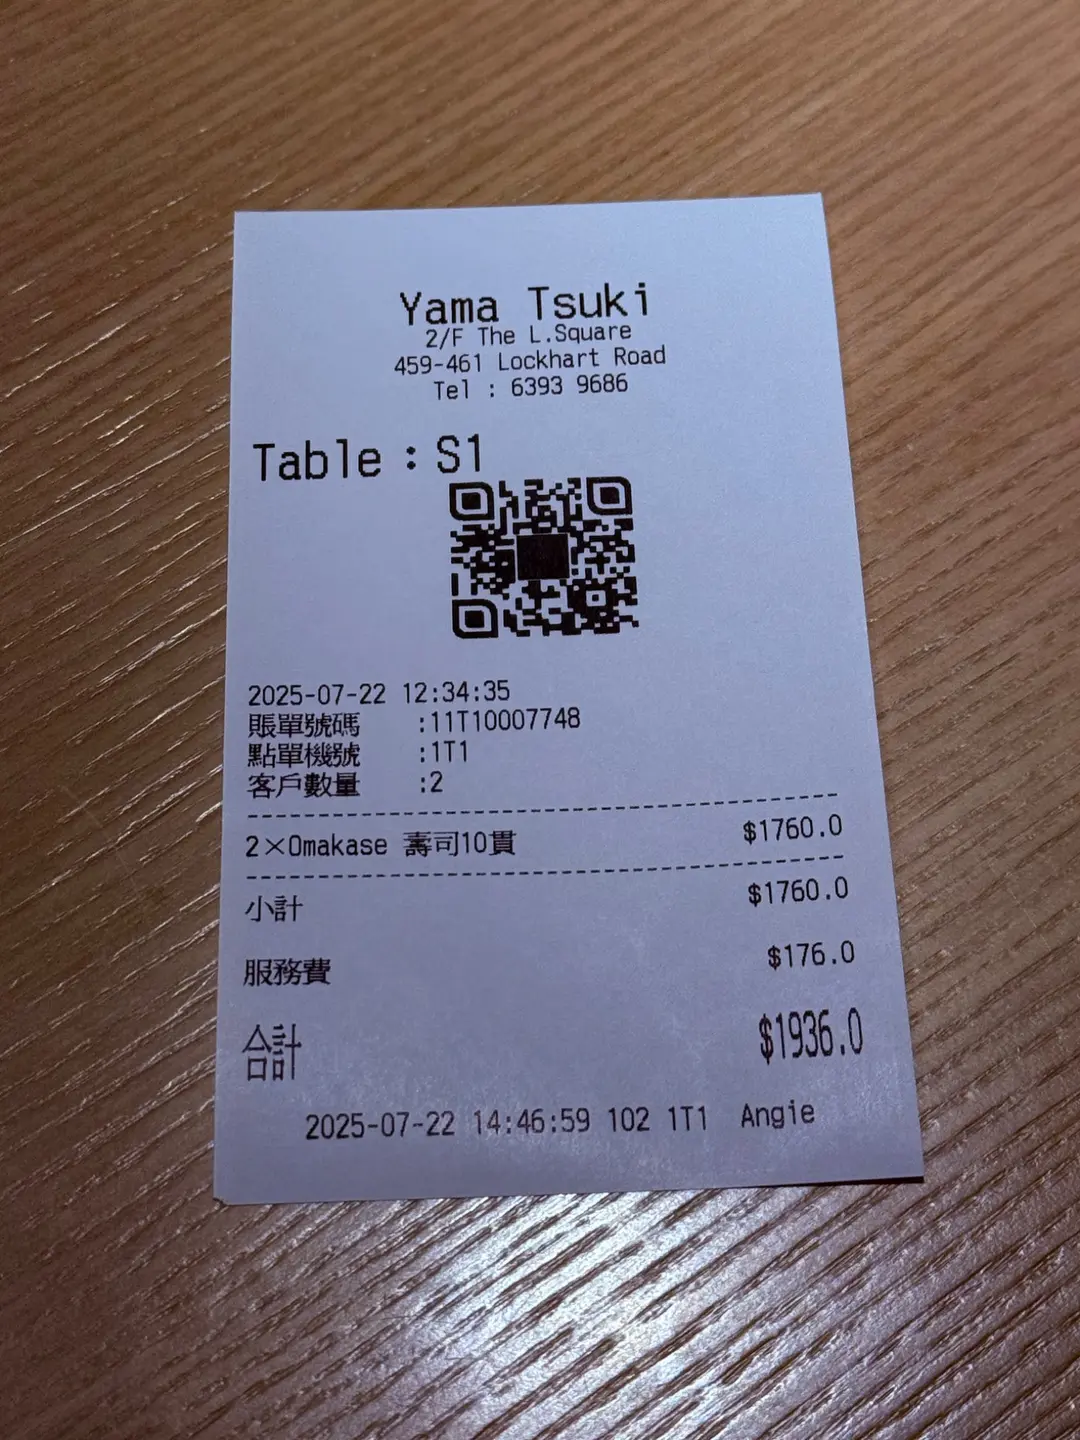 Yama Tsuki
2/F The L.Square
459-461 Lockhart Road
Tel : 6393 9686
Table : S1
2025-07-22 12:34:35
賬單號碼 :11T10007748
點單機號 :1T1
客戶數量 :2
2×Omakase 壽司10貫 $1760.0
小計 $1760.0
服務費 $176.0
合計 $1936.0
2025-07-22 14:46:59 102 1T1 Angie